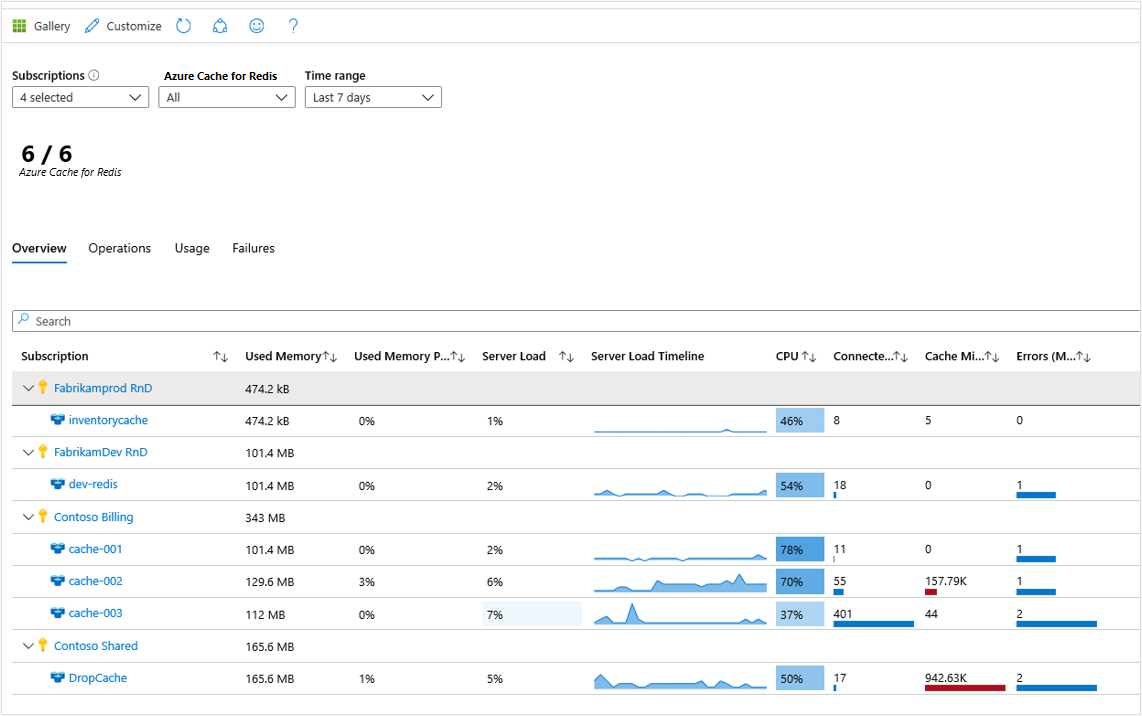 Gallery Customize ?
Subscriptions Azure Cache for Redis Time range
4 selected All Last 7 days
6 / 6
Azure Cache for Redis
Overview Operations Usage Failures
Search
Subscription ↑↓ Used Memory↑↓ Used Memory P...↑↓ Server Load ↑↓ Server Load Timeline CPU↑↓ Connecte...↑↓ Cache Mi...↑↓ Errors (M...↑↓
Fabrikamprod RnD 474.2 kB
inventorycache 474.2 kB 0% 1% 46% 8 5 0
FabrikamDev RnD 101.4 MB
dev-redis 101.4 MB 0% 2% 54% 18 0 1
Contoso Billing 343 MB
cache-001 101.4 MB 0% 2% 78% 11 0 1
cache-002 129.6 MB 3% 6% 70% 55 157.79K 1
cache-003 112 MB 0% 7% 37% 401 44 2
Contoso Shared 165.6 MB
DropCache 165.6 MB 1% 5% 50% 17 942.63K 2